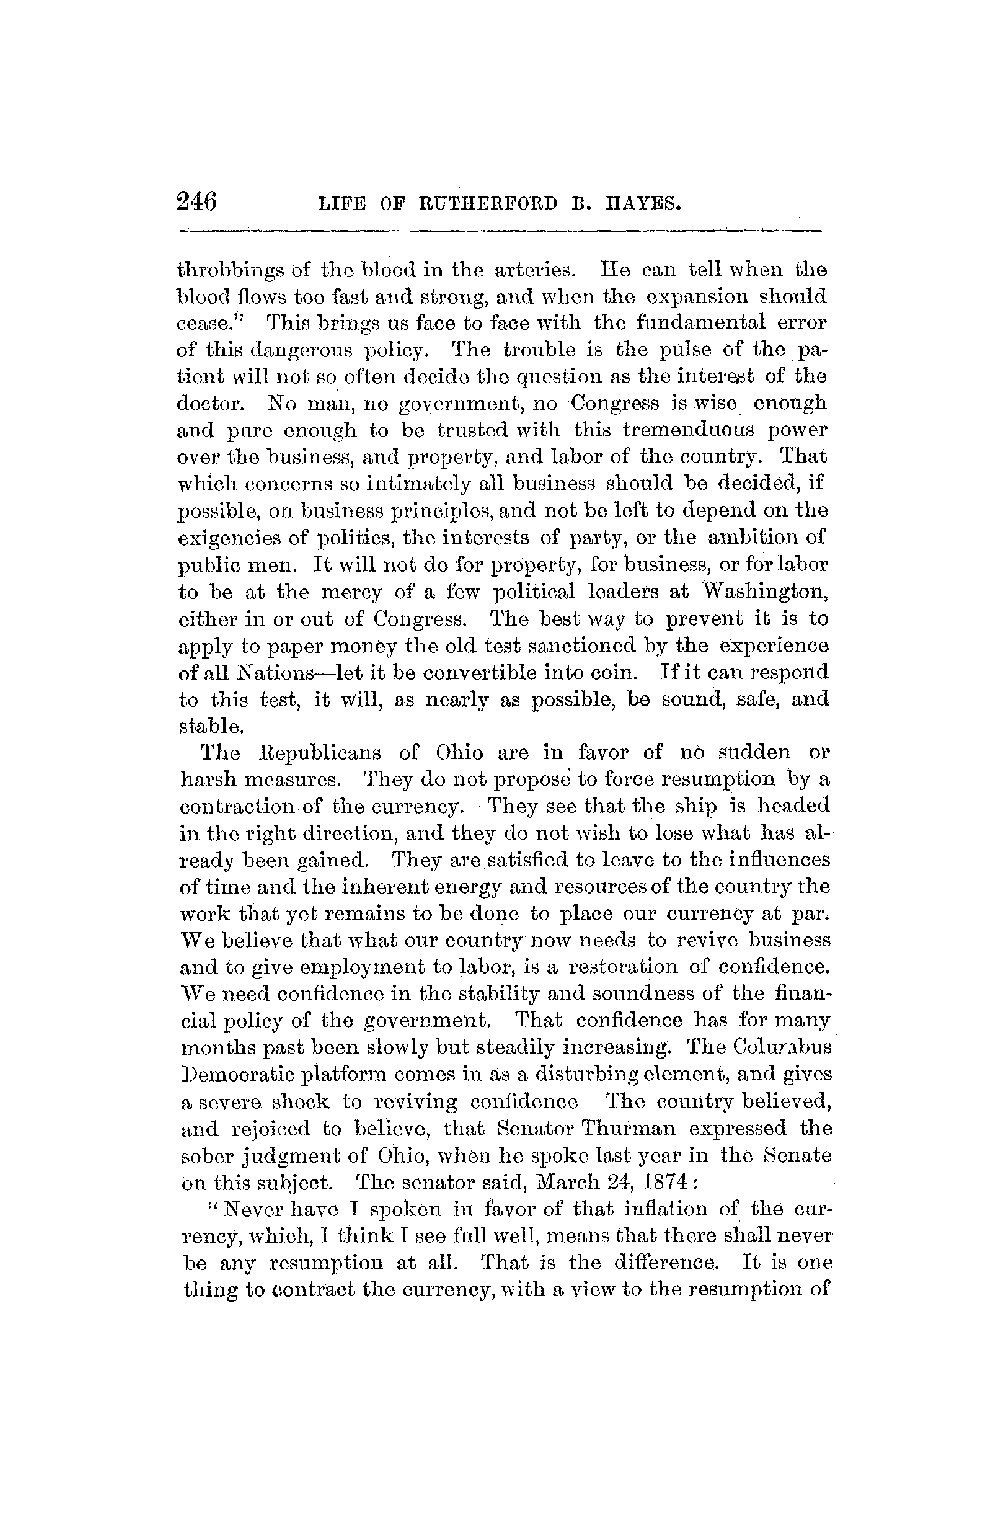 246 LIFE OF RUTHERFORD B. HAYES.
throbbings of the blood in the arteries. He can tell when the
blood flows too fast and strong, and when the expansion should
cease." This brings us face to face with the fundamental error
of this dangerous policy. The trouble is the pulse of the pa-
tient will not so often decide the question as the interest of the
doctor. No man, no government, no Congress is wise enough
and pure enough to be trusted with this tremenduous power
over the business, and property, and labor of the country. That
which concerns so intimately all business should be decided, if
possible, on business principles, and not be left to depend on the
exigencies of politics, the interests of party, or the ambition of
public men. It will not do for property, for business, or for labor
to be at the mercy of a few political leaders at Washington,
either in or out of Congress. The best way to prevent it is to
apply to paper money the old test sanctioned by the experience
of all Nations—let it be convertible into coin. If it can respond
to this test, it will, as nearly as possible, be sound, safe, and
stable.
The Republicans of Ohio are in favor of no sudden or
harsh measures. They do not propose to force resumption by a
contraction of the currency. They see that the ship is headed
in the right direction, and they do not wish to lose what has al-
ready been gained. They are satisfied to leave to the influences
of time and the inherent energy and resources of the country the
work that yet remains to be done to place our currency at par.
We believe that what our country now needs to revive business
and to give employment to labor, is a restoration of confidence.
We need confidence in the stability and soundness of the finan-
cial policy of the government. That confidence has for many
months past been slowly but steadily increasing. The Columbus
Democratic platform comes in as a disturbing element, and gives
a severe shock to reviving confidence The country believed,
and rejoiced to believe, that Senator Thurman expressed the
sober judgment of Ohio, when he spoke last year in the Senate
on this subject. The senator said, March 24, 1874:
"Never have I spoken in favor of that inflation of the cur-
rency, which, I think I see full well, means that there shall never
be any resumption at all. That is the difference. It is one
thing to contract the currency, with a view to the resumption of